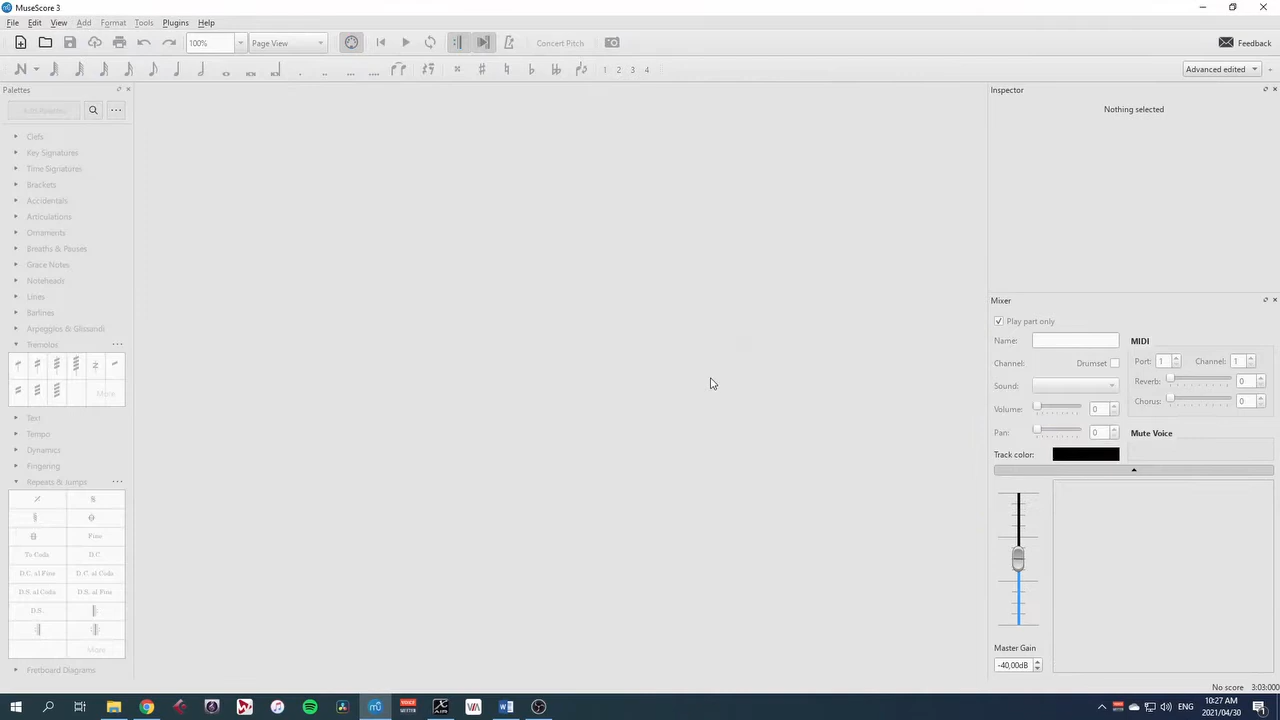 MuseScore 3
File Edit View Add Format Tools Plugins Help
100% Page View Concert Pitch Feedback
1 2 3 4 Advanced edited
Palettes
Add Palettes
Clefs
Key Signatures
Time Signatures
Brackets
Accidentals
Articulations
Ornaments
Breaths & Pauses
Grace Notes
Noteheads
Lines
Barlines
Arpeggios & Glissandi
Tremolos
More
Text
Tempo
Dynamics
Fingering
Repeats & Jumps
Fine
To Coda D.C.
D.C. al Fine D.C. al Coda
D.S. al Coda D.S. al Fine
D.S.
More
Fretboard Diagrams
Inspector
Nothing selected
Mixer
Play part only
Name:
Channel: Drumset
Sound:
Volume: 0
Pan: 0
Track color:
MIDI
Port: 1 Channel: 1
Reverb: 0
Chorus: 0
Mute Voice
Master Gain
-40,00dB
No score 3:03:000
ENG
10:27 AM
2021/04/30